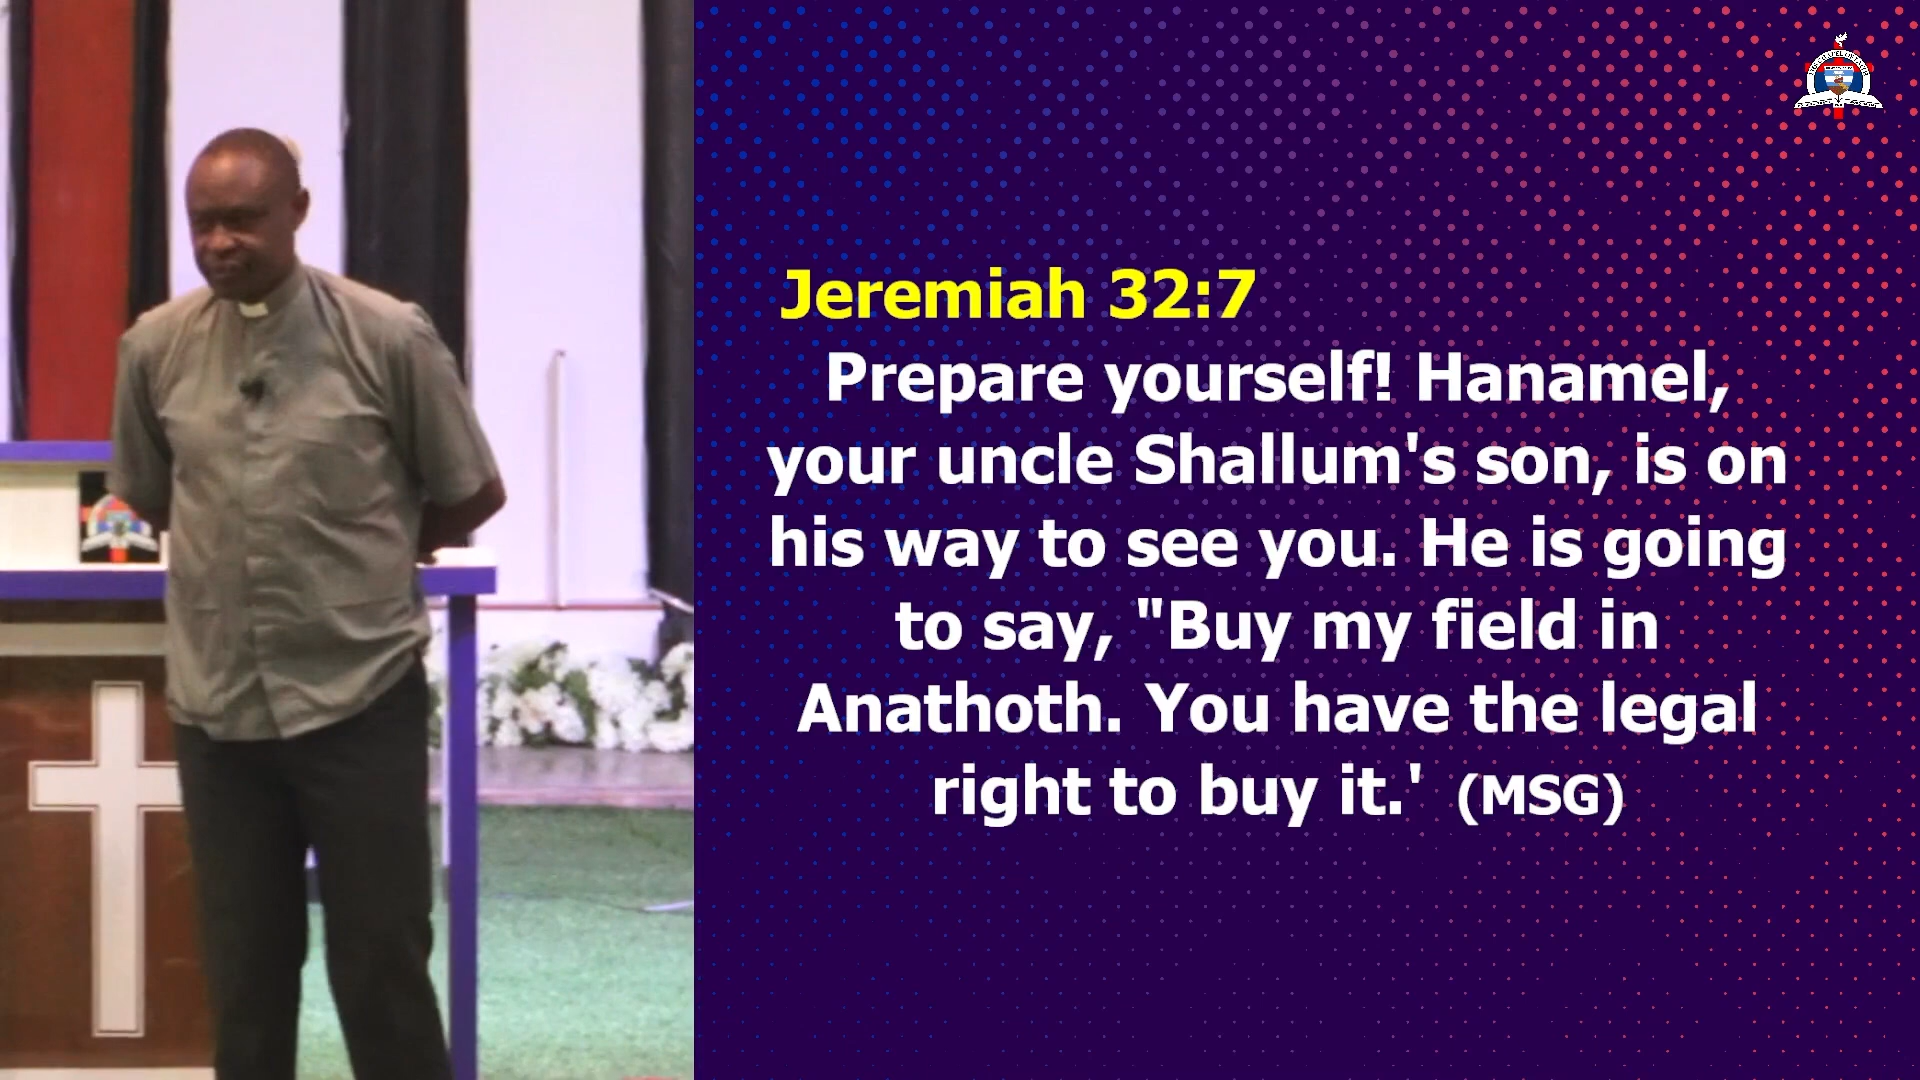 Jeremiah 32:7
Prepare yourself! Hanamel,
your uncle Shallum's son, is on
his way to see you. He is going
to say, "Buy my field in
Anathoth. You have the legal
right to buy it.' (MSG)